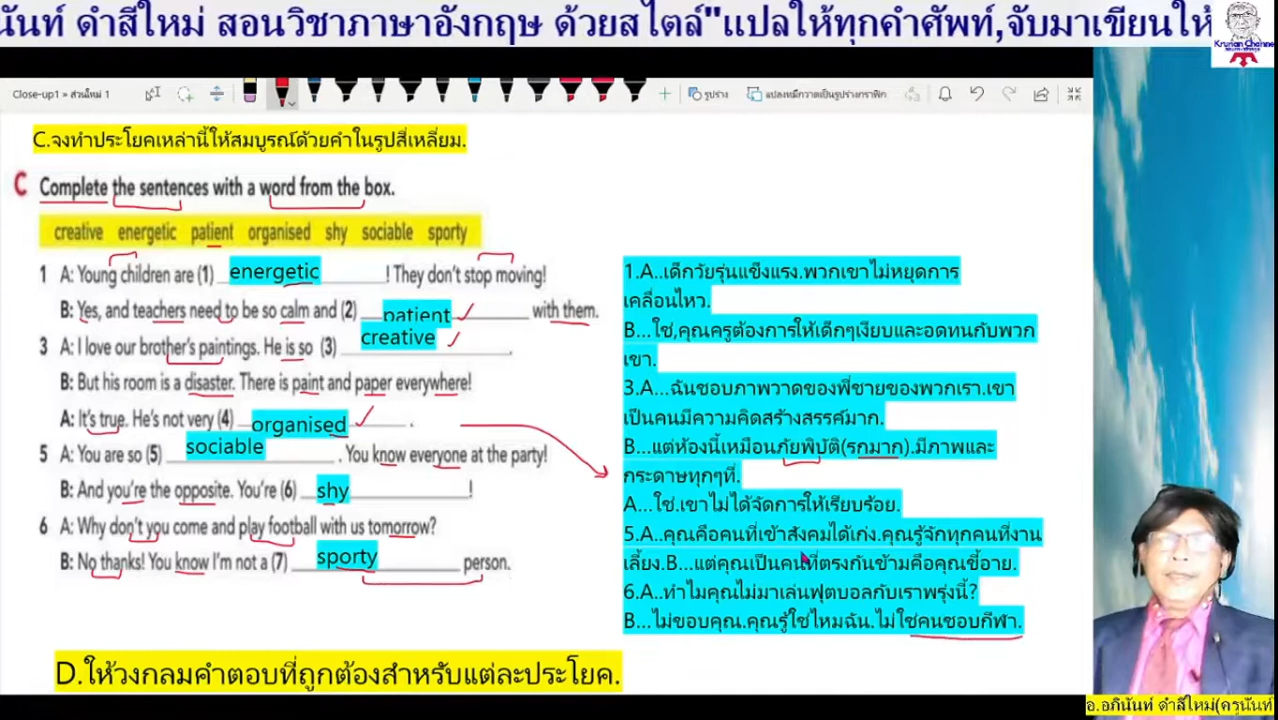 นันท์ ดำสีใหม่ สอนวิชาภาษาอังกฤษ ด้วยสไตล์"แปลให้ทุกคำศัพท์,จับมาเขียนให้
Close-up1 » ส่วนใหม่ 1
รูปร่าง
แปลงหมึกวาดเป็นรูปร่างกราฟิก
C.จงทำประโยคเหล่านี้ให้สมบูรณ์ด้วยคำในรูปสี่เหลี่ยม.
C Complete the sentences with a word from the box.
creative energetic patient organised shy sociable sporty
1 A: Young children are (1) energetic ! They don't stop moving!
B: Yes, and teachers need to be so calm and (2) patient with them.
3 A: I love our brother's paintings. He is so (3) creative .
B: But his room is a disaster. There is paint and paper everywhere!
A: It's true. He's not very (4) organised .
5 A: You are so (5) sociable . You know everyone at the party!
B: And you're the opposite. You're (6) shy !
6 A: Why don't you come and play football with us tomorrow?
B: No thanks! You know I'm not a (7) sporty person.
1.A..เด็กวัยรุ่นแข็งแรง.พวกเขาไม่หยุดการ
เคลื่อนไหว.
B...ใช่,คุณครูต้องการให้เด็กๆเงียบและอดทนกับพวก
เขา.
3.A...ฉันชอบภาพวาดของพี่ชายของพวกเรา.เขา
เป็นคนมีความคิดสร้างสรรค์มาก.
B...แต่ห้องนี้เหมือนภัยพิบัติ(รกมาก).มีภาพและ
กระดาษทุกๆที่.
A...ใช่.เขาไม่ได้จัดการให้เรียบร้อย.
5.A..คุณคือคนที่เข้าสังคมได้เก่ง.คุณรู้จักทุกคนที่งาน
เลี้ยง.B...แต่คุณเป็นคนที่ตรงกันข้ามคือคุณขี้อาย.
6.A..ทำไมคุณไม่มาเล่นฟุตบอลกับเราพรุ่งนี้?
B...ไม่ขอบคุณ.คุณรู้ใช่ไหมฉัน.ไม่ใช่คนชอบกีฬา.
D.ให้วงกลมคำตอบที่ถูกต้องสำหรับแต่ละประโยค.
อ.อภินันท์ ดำสีใหม่(ครูนันท์